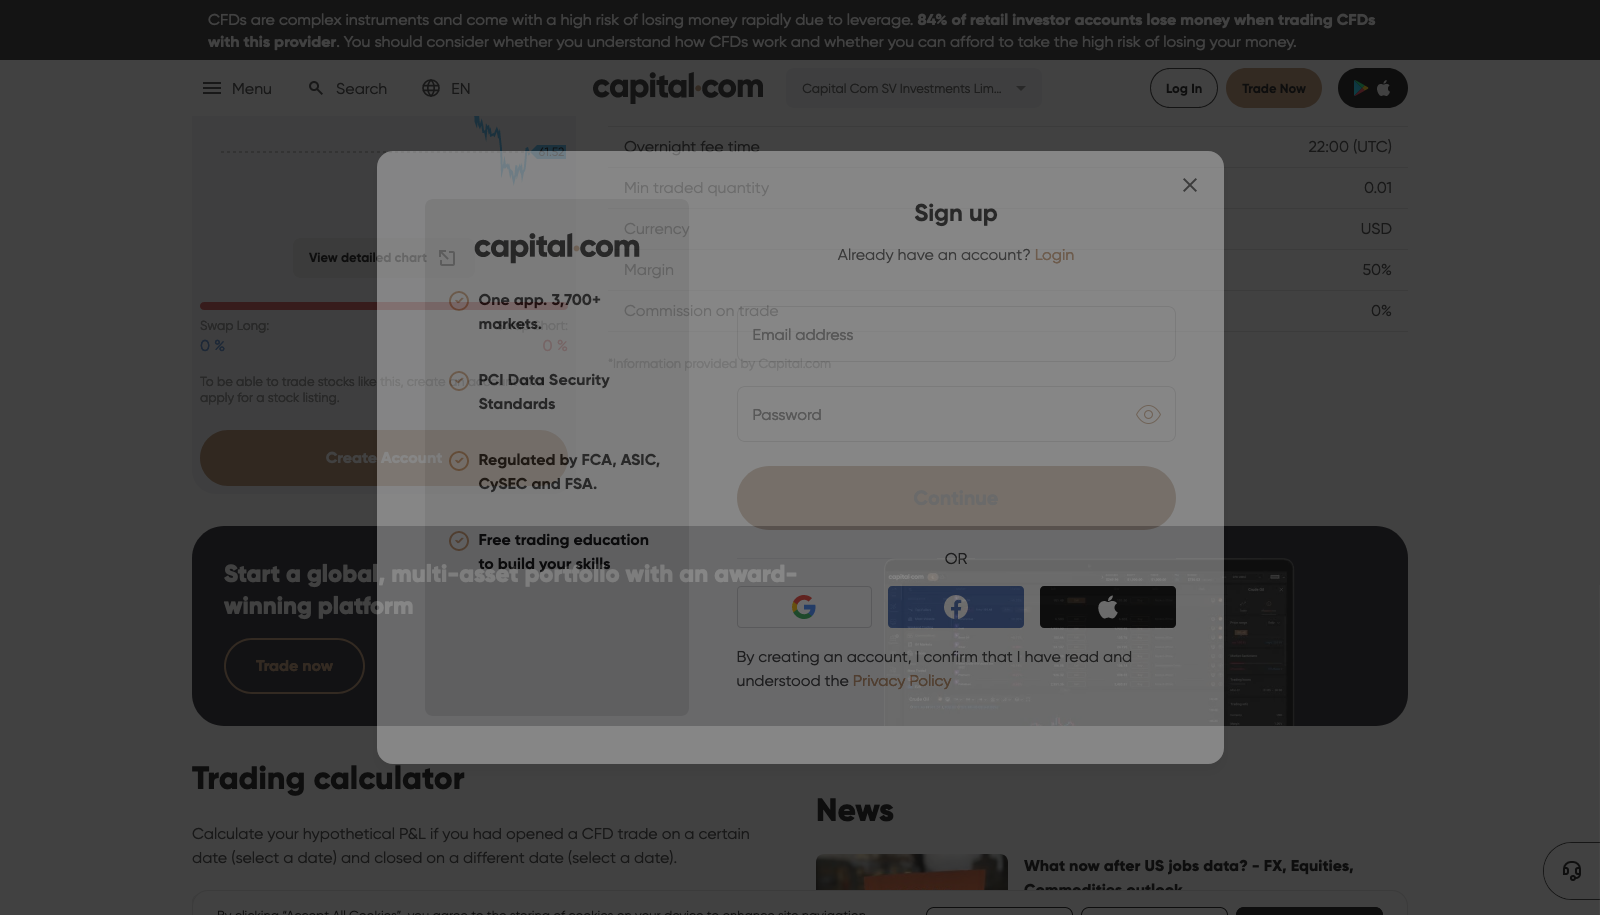 CFDs are complex instruments and come with a high risk of losing money rapidly due to leverage. 84% of retail investor accounts lose money when trading CFDs
with this provider. You should consider whether you understand how CFDs work and whether you can afford to take the high risk of losing your money.
Menu
Search
EN
capital.com
Capital Com SV Investments Lim...
Log In
Trade Now
61.52
View detailed chart
Swap Long:
0 %
0 %
To be able to trade stocks like this, create
apply for a stock listing.
Create Account
Overnight fee time
22:00 (UTC)
Min traded quantity
0.01
Currency
USD
Margin
50%
Commission on trade
0%
*Information provided by Capital.com
capital.com
One app. 3,700+
markets.
PCI Data Security
Standards
Regulated by FCA, ASIC,
CySEC and FSA.
Free trading education
to build your skills
Sign up
Already have an account? Login
Email address
Password
Continue
OR
By creating an account, I confirm that I have read and
understood the Privacy Policy
Start a global, multi-asset portfolio with an award-
winning platform
Trade now
capital.com
Trading calculator
Calculate your hypothetical P&L if you had opened a CFD trade on a certain
date (select a date) and closed on a different date (select a date).
News
What now after US jobs data? - FX, Equities,
Commodities outlook
By clicking "Accept All Cookies", you agree to the storing of cookies on your device to enhance site navigation